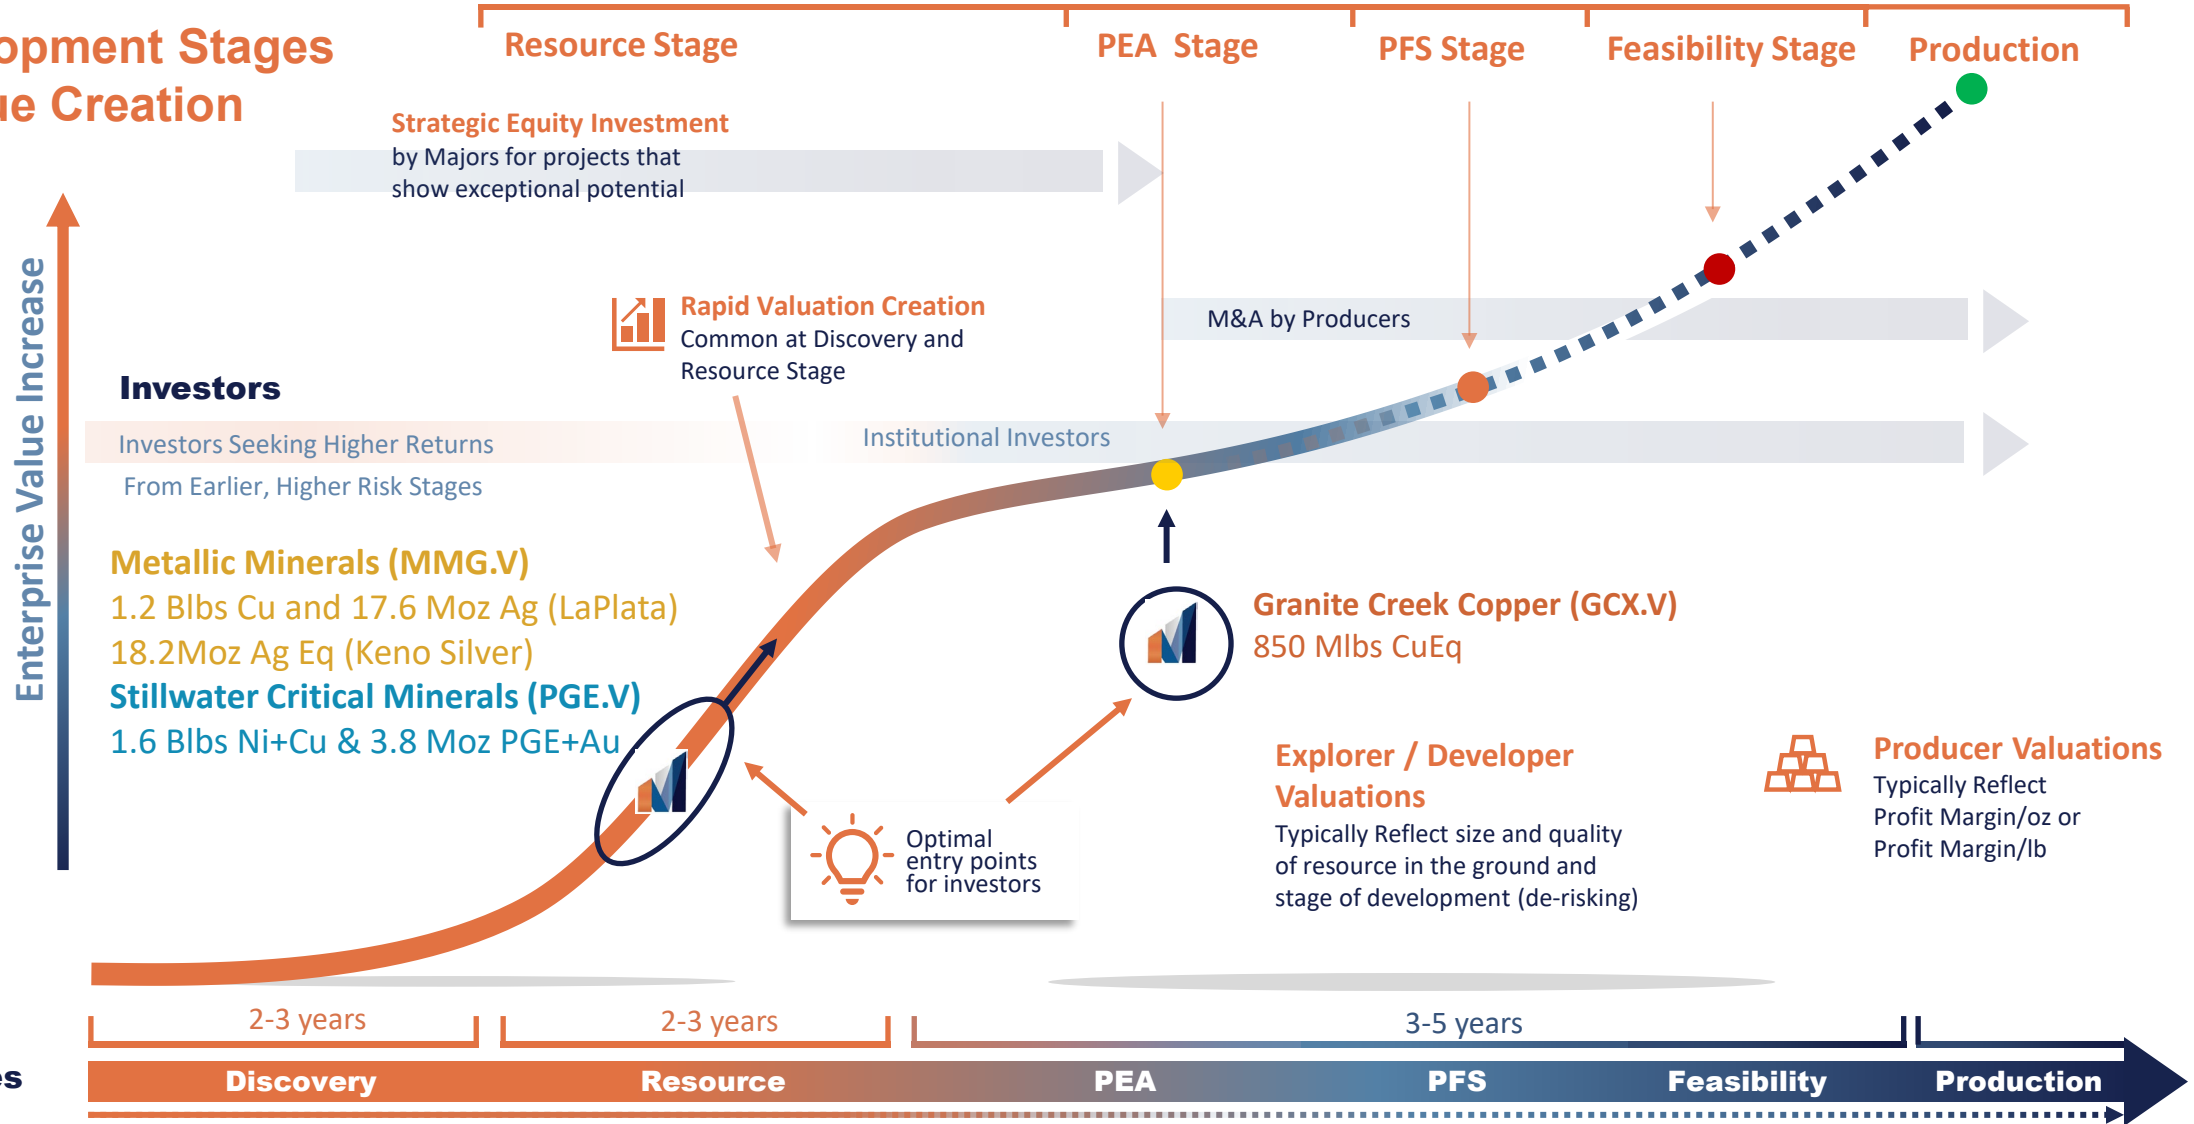 Resource Stage
PEA Stage
PFS Stage
Feasibility Stage
Production
opment Stages
ue Creation
Strategic Equity Investment
by Majors for projects that
show exceptional potential
Enterprise Value Increase
Rapid Valuation Creation
Common at Discovery and
Resource Stage
M&A by Producers
Investors
Investors Seeking Higher Returns
From Earlier, Higher Risk Stages
Institutional Investors
Metallic Minerals (MMG.V)
1.2 Blbs Cu and 17.6 Moz Ag (LaPlata)
18.2Moz Ag Eq (Keno Silver)
Stillwater Critical Minerals (PGE.V)
1.6 Blbs Ni+Cu & 3.8 Moz PGE+Au
Granite Creek Copper (GCX.V)
850 Mlbs CuEq
Optimal
entry points
for investors
Explorer / Developer
Valuations
Typically Reflect size and quality
of resource in the ground and
stage of development (de-risking)
Producer Valuations
Typically Reflect
Profit Margin/oz or
Profit Margin/lb
2-3 years
2-3 years
3-5 years
es
Discovery
Resource
PEA
PFS
Feasibility
Production